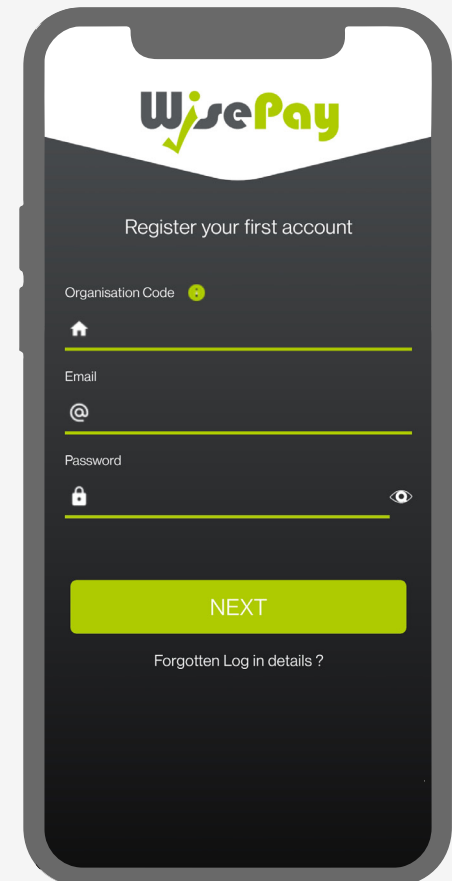 WisePay
Register your first account
Organisation Code
Email
@
Password
NEXT
Forgotten Log in details ?